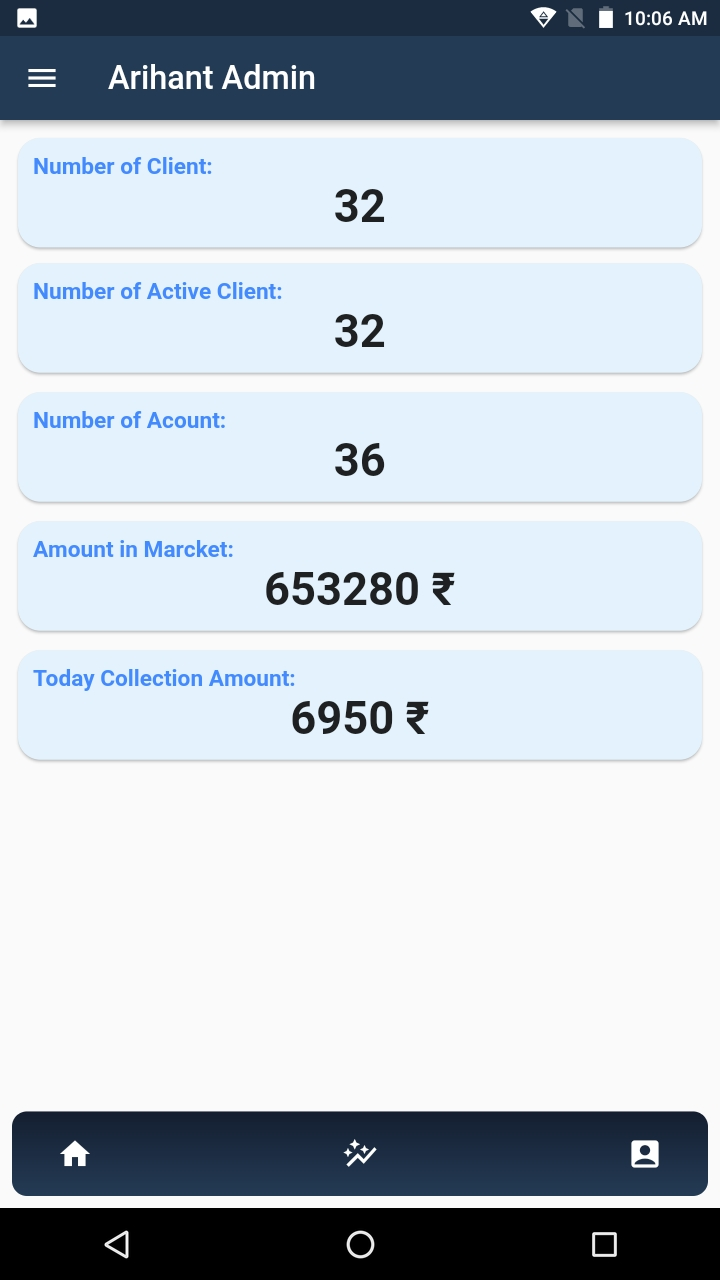 10:06 AM
Arihant Admin
Number of Client:
32
Number of Active Client:
32
Number of Acount:
36
Amount in Marcket:
653280 ₹
Today Collection Amount:
6950 ₹